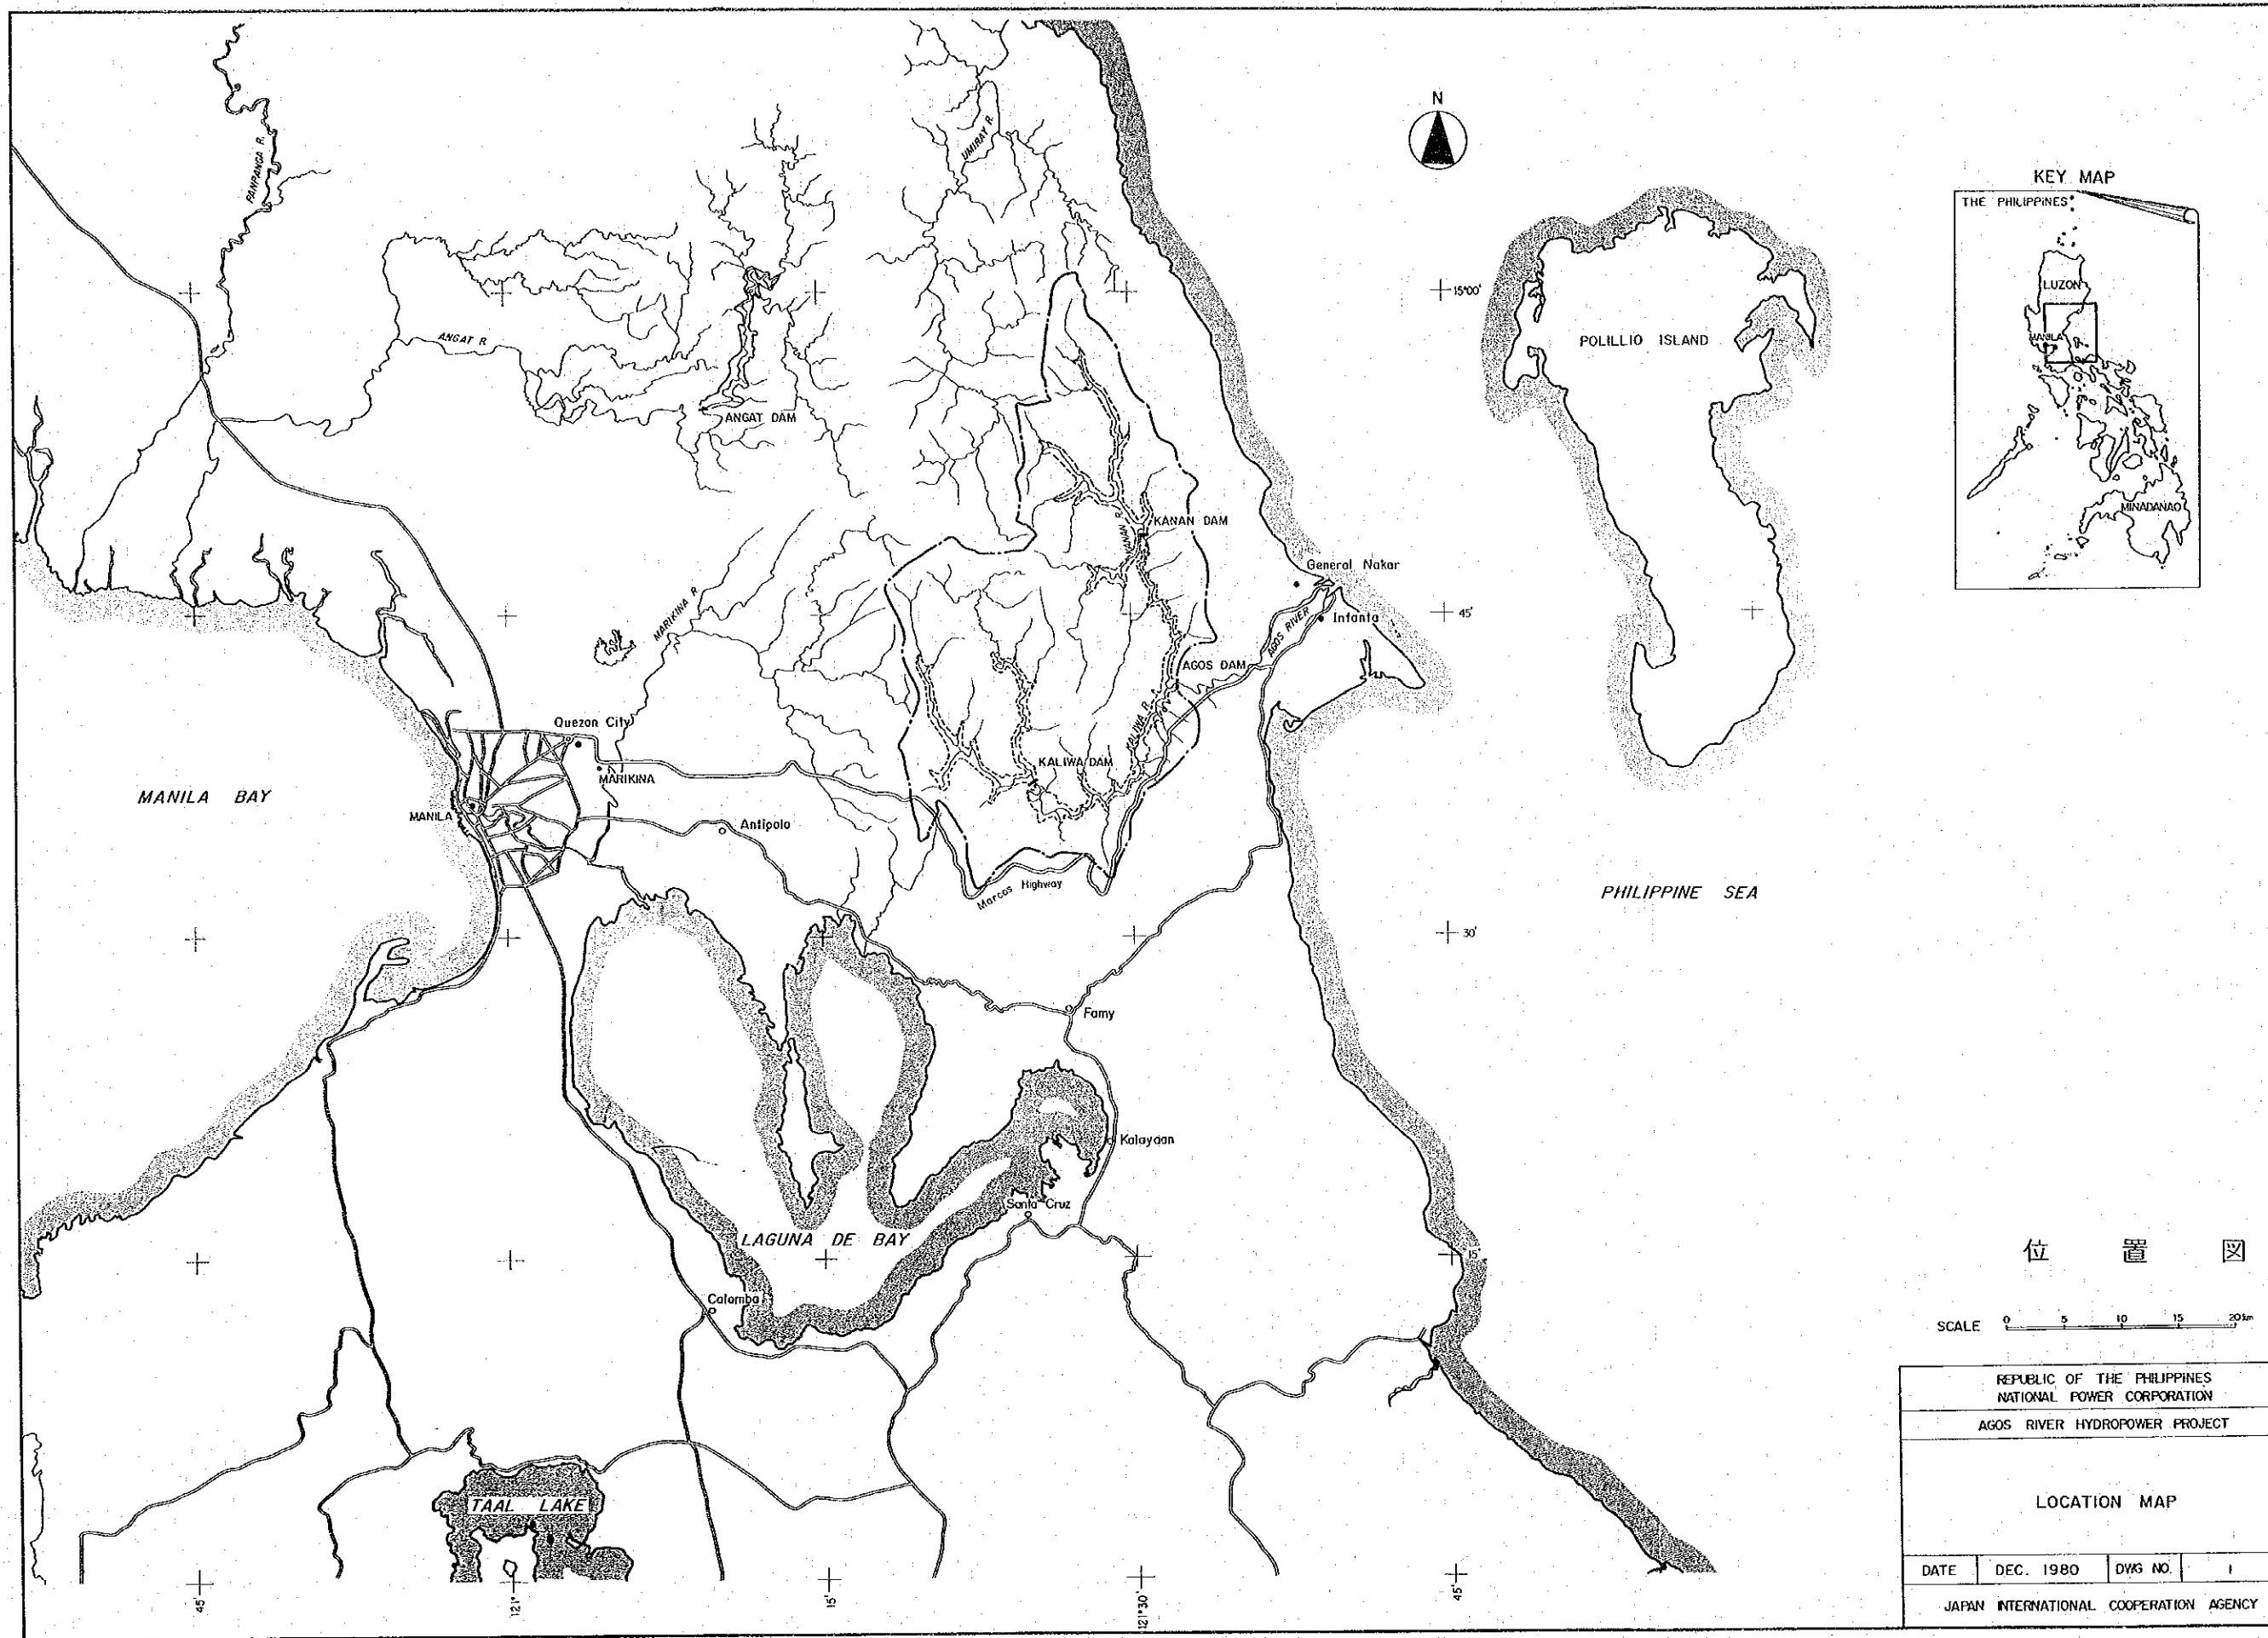 N
KEY MAP
THE PHILIPPINES
LUZON
MANILA
MINADANAO
PANPANGA R.
UMIRAY R.
15°00'
POLILLIO ISLAND
ANGAT R.
ANGAT DAM
KANAN R.
KANAN DAM
General Nakar
MARIKINA R.
45'
Infanta
AGOS RIVER
AGOS DAM
KALIWA R.
Quezon City
KALIWA DAM
MARIKINA
MANILA BAY
MANILA
Antipolo
Marcos Highway
PHILIPPINE SEA
30'
Famy
Kalayaan
Santa Cruz
LAGUNA DE BAY
15'
Calamba
TAAL LAKE
45'
121°
15'
121°30'
45'
位置図
SCALE 0 5 10 15 20km
REPUBLIC OF THE PHILIPPINES
NATIONAL POWER CORPORATION
AGOS RIVER HYDROPOWER PROJECT
LOCATION MAP
DATE DEC. 1980 DWG NO. 1
JAPAN INTERNATIONAL COOPERATION AGENCY